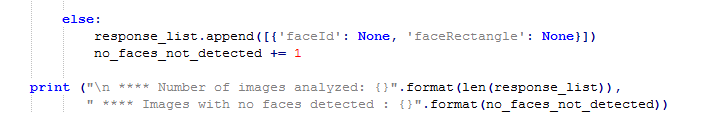 else:
response_list.append([{'faceId': None, 'faceRectangle': None}])
no_faces_not_detected += 1
print ("\n **** Number of images analyzed: {}".format(len(response_list)),
" **** Images with no faces detected : {}".format(no_faces_not_detected))